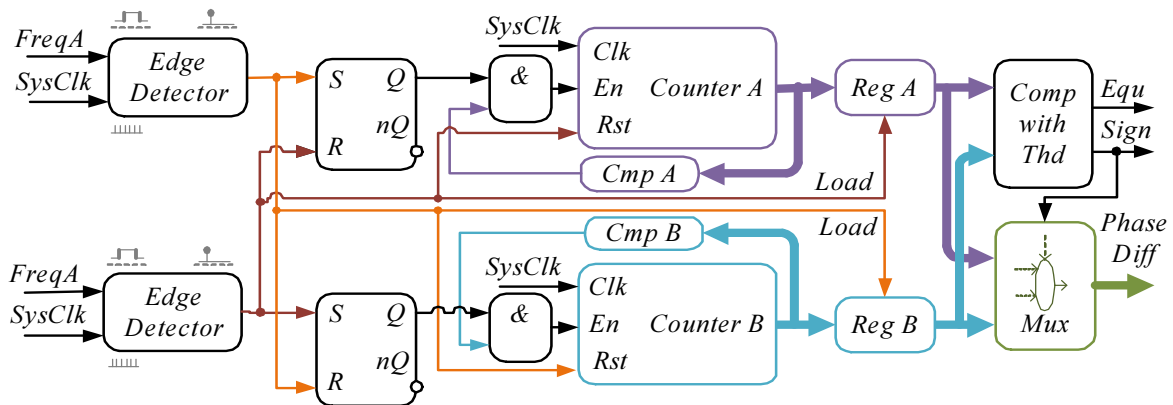 FreqA
SysClk
Edge
Detector
S
Q
nQ
R
SysClk
&
Clk
En
Rst
Counter A
Cmp A
Reg A
Load
Comp
with
Thd
Equ
Sign
FreqA
SysClk
Edge
Detector
S
Q
nQ
R
Cmp B
SysClk
&
Clk
En
Rst
Counter B
Load
Reg B
Mux
Phase
Diff